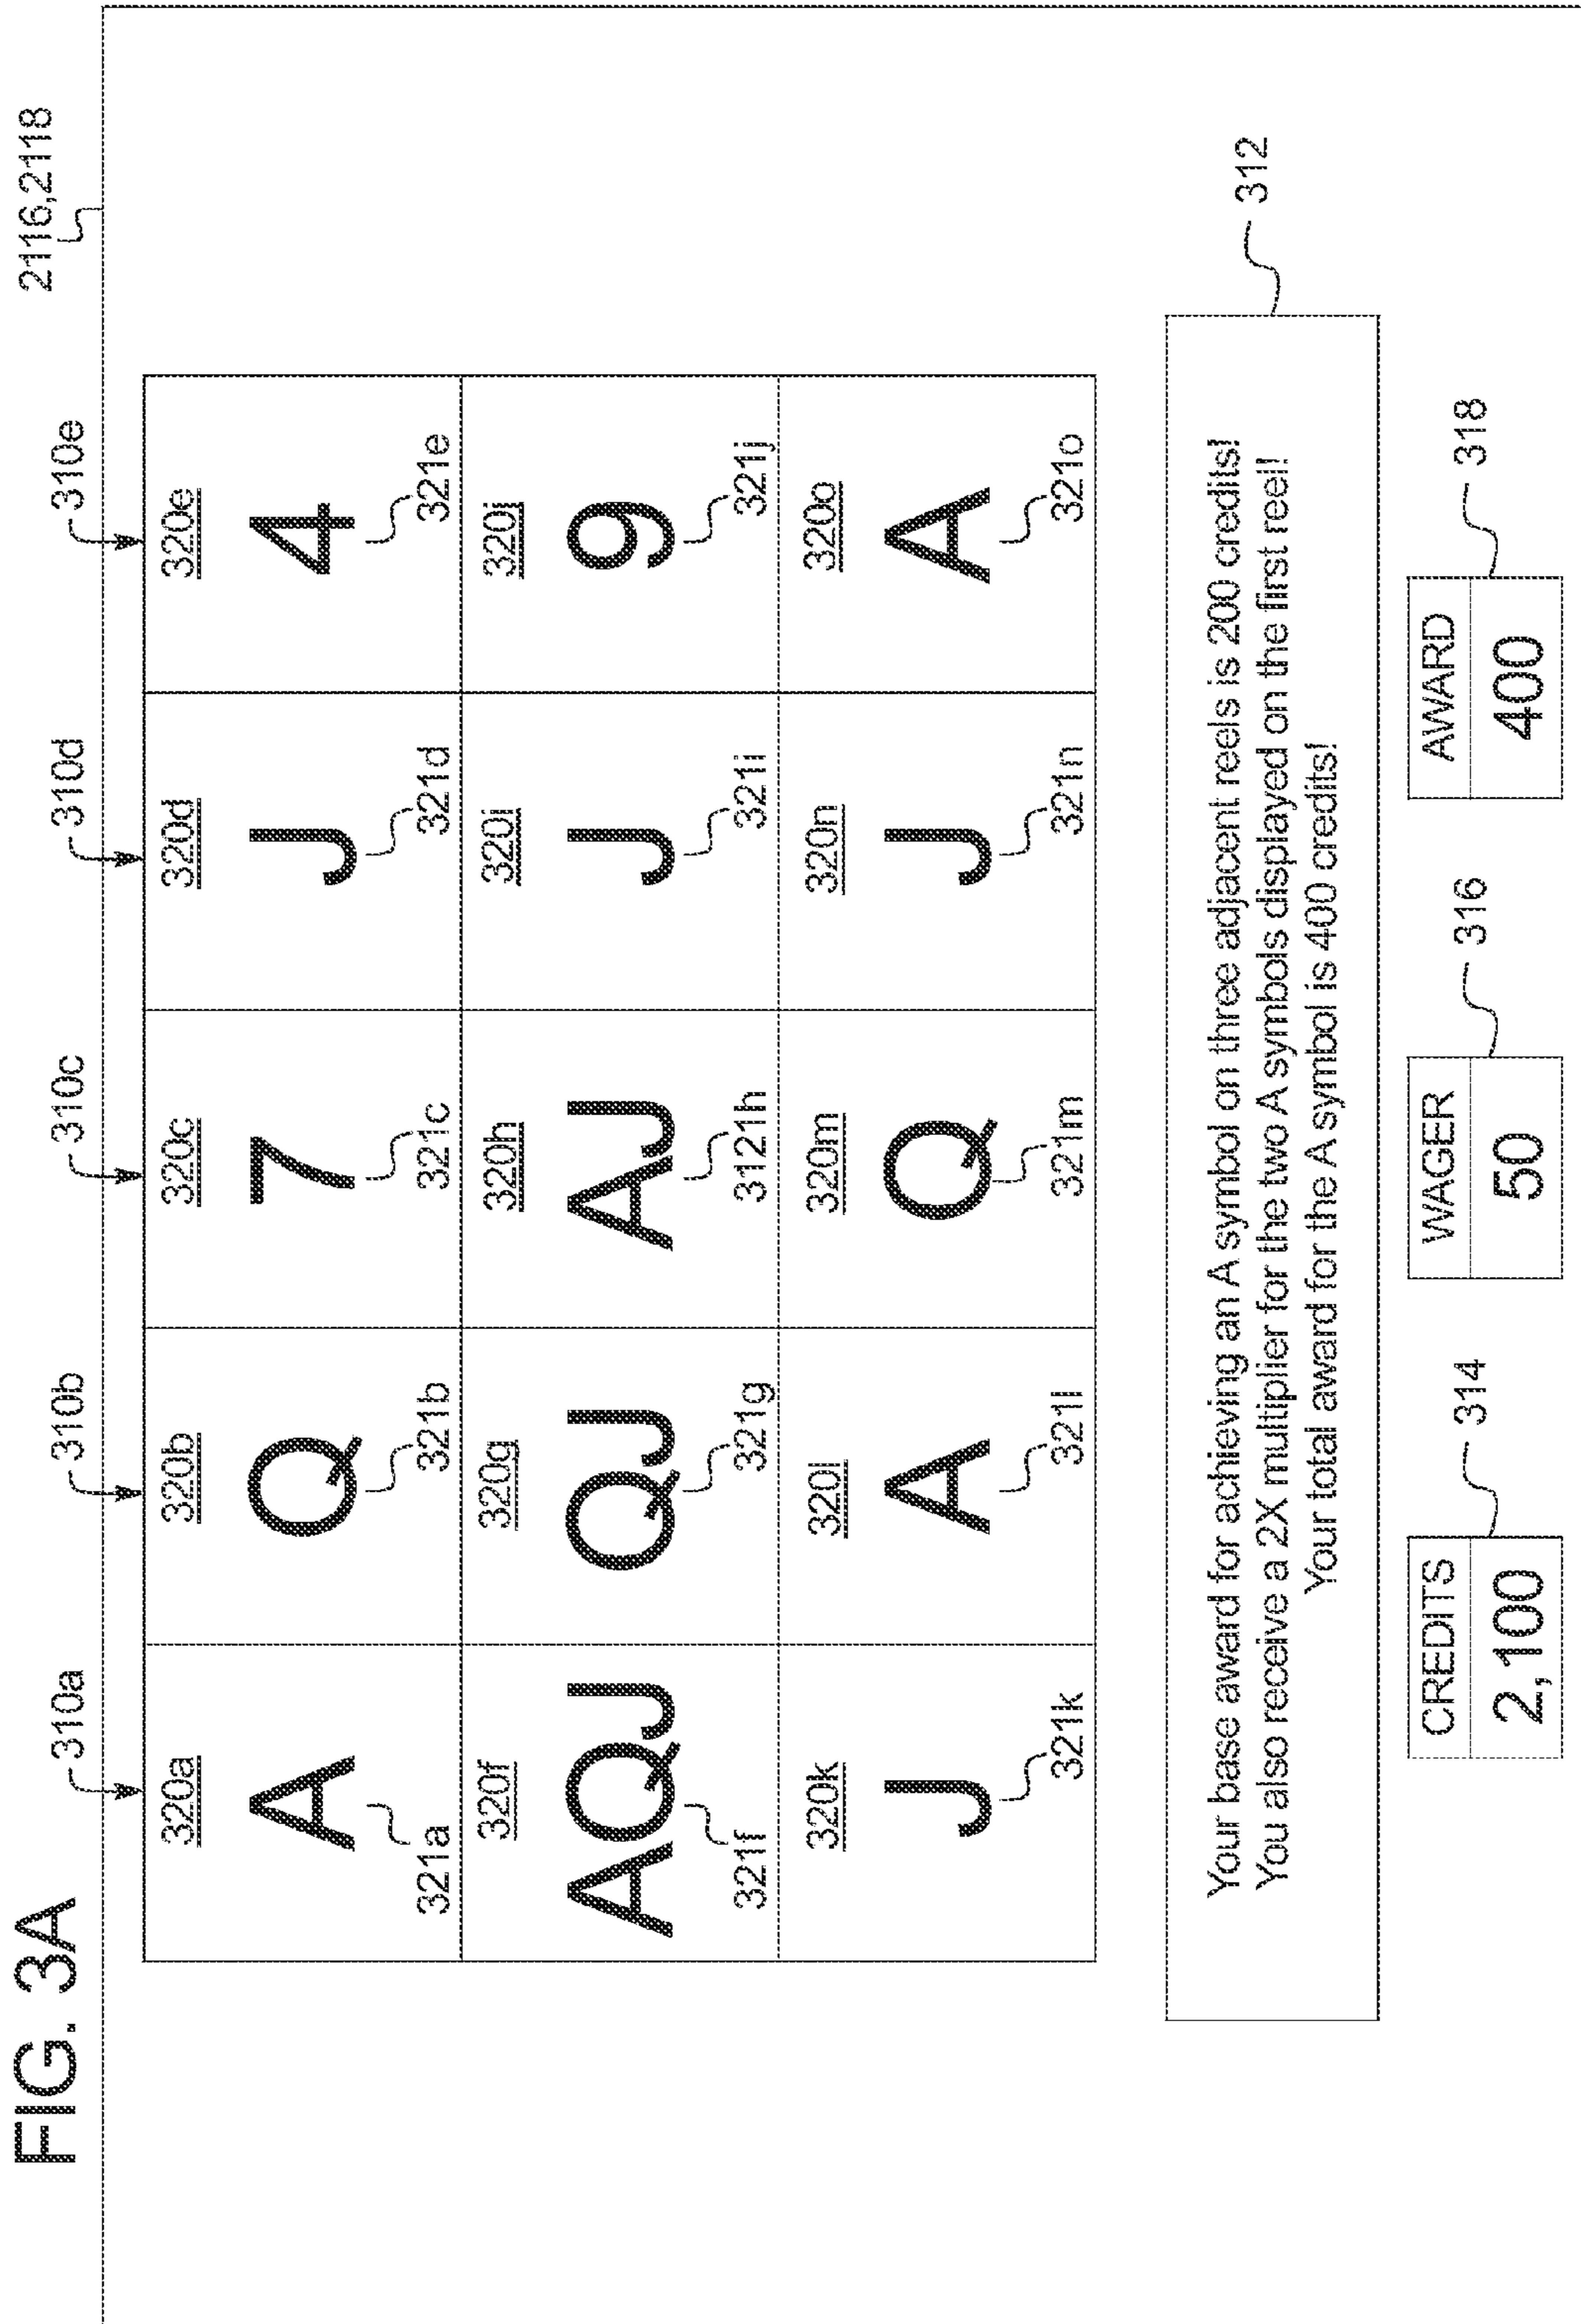 FIG. 3A
2116,2118
310a 310b 310c 310d 310e
320a 320b 320c 320d 320e
A Q 7 J 4
321a 321b 321c 321d 321e
320f 320g 320h 320i 320j
AQJ QJ AJ J 9
321f 321g 3121h 321i 321j
320k 320l 320m 320n 320o
J A Q J A
321k 321l 321m 321n 321o
Your base award for achieving an A symbol on three adjacent reels is 200 credits!
You also receive a 2X multiplier for the two A symbols displayed on the first reel!
Your total award for the A symbol is 400 credits!
312
CREDITS WAGER AWARD
2,100 50 400
314 316 318